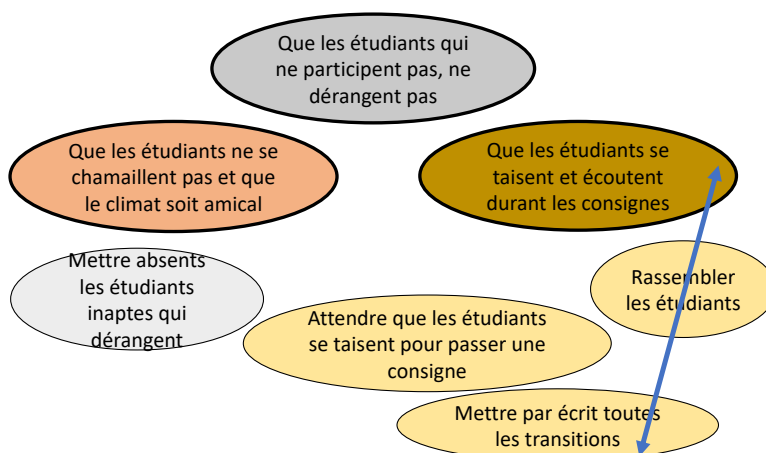 Que les étudiants qui
ne participent pas, ne
dérangent pas
Que les étudiants ne se
chamaillent pas et que
le climat soit amical
Que les étudiants se
taisent et écoutent
durant les consignes
Mettre absents
les étudiants
inaptes qui
dérangent
Attendre que les étudiants
se taisent pour passer une
consigne
Rassembler
les étudiants
Mettre par écrit toutes
les transitions